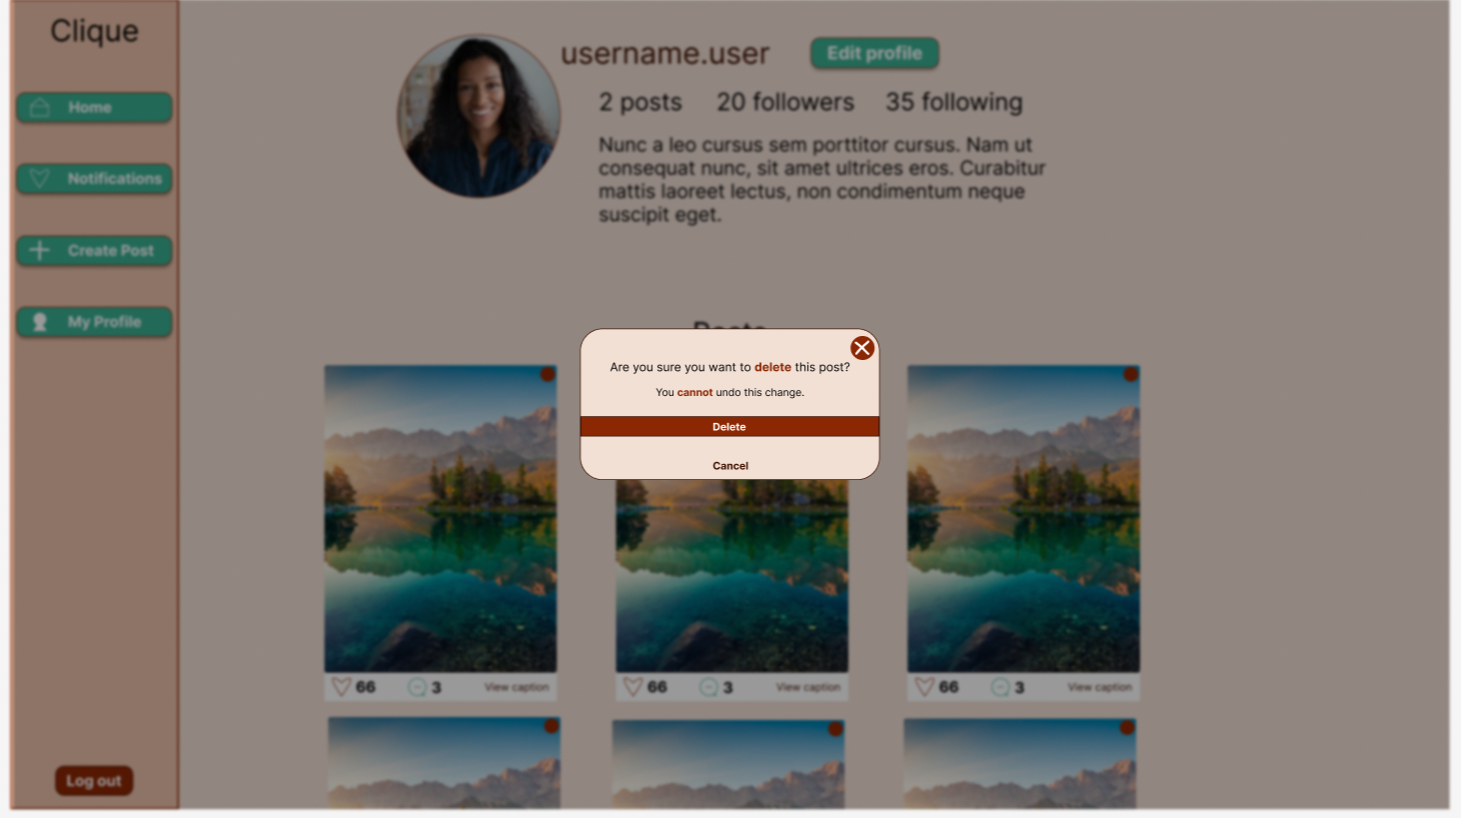 Clique
Home
Notifications
Create Post
My Profile
Log out
username.user
Edit profile
2 posts 20 followers 35 following
Nunc a leo cursus sem porttitor cursus. Nam ut
consequat nunc, sit amet ultrices eros. Curabitur
mattis laoreet lectus, non condimentum neque
suscipit eget.
Posts
Are you sure you want to delete this post?
You cannot undo this change.
Delete
Cancel
66 3 View caption
66 3 View caption
66 3 View caption